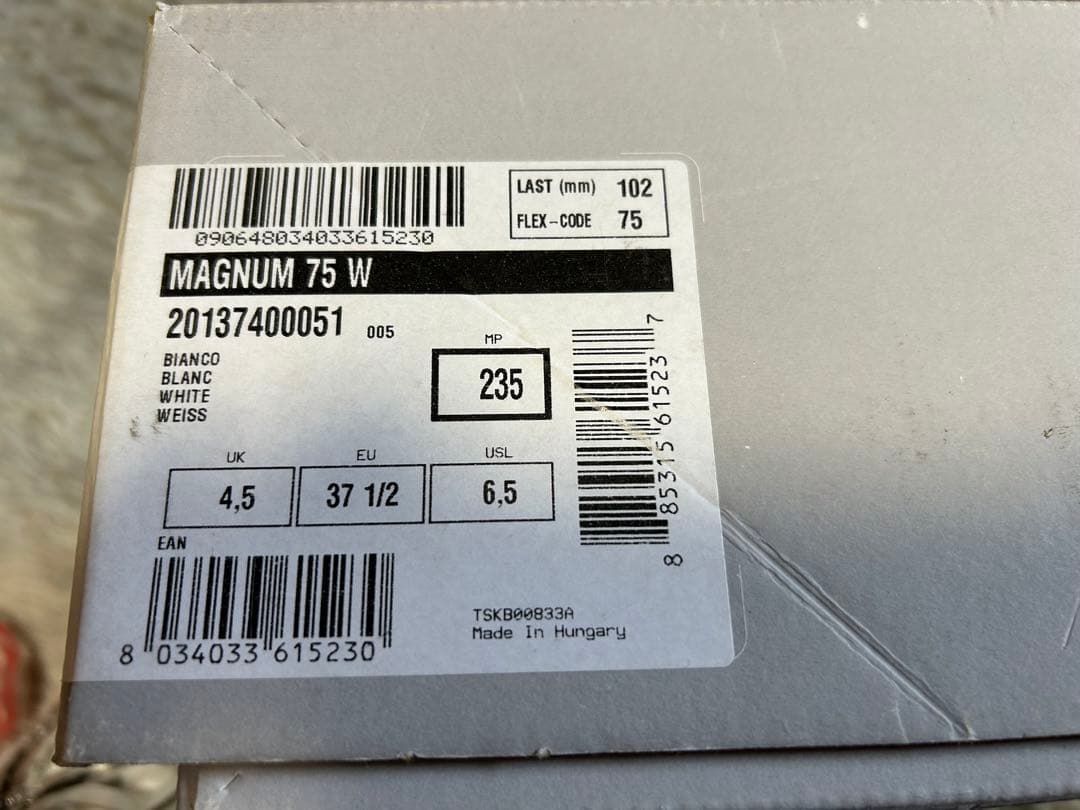 LAST (mm) 102
FLEX-CODE 75
090648034033615230
MAGNUM 75 W
20137400051 005
BIANCO
BLANC
WHITE
WEISS
MP
235
UK EU USL
4,5 37 1/2 6,5
EAN
8 034033 615230
8 85315 61523 7
TSKB00833A
Made In Hungary